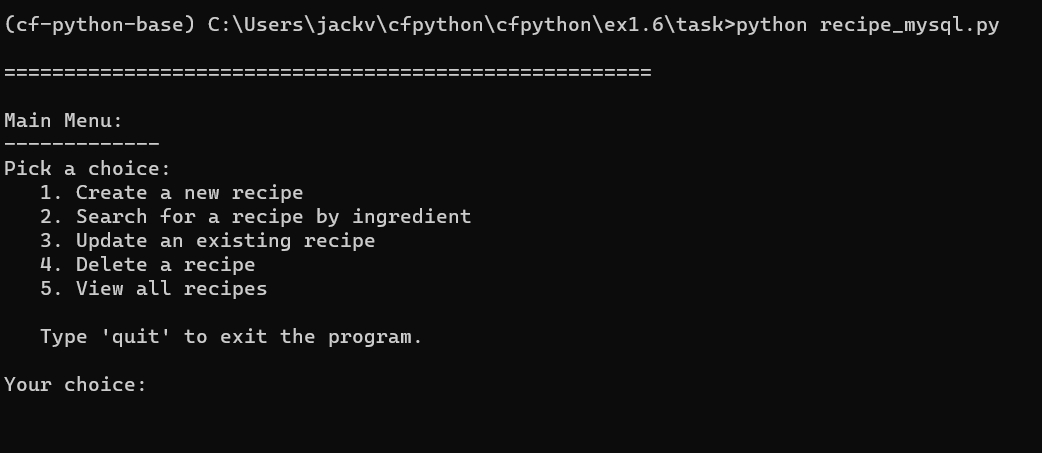 (cf-python-base) C:\Users\jackv\cfpython\cfpython\ex1.6\task>python recipe_mysql.py
======================================================
Main Menu:
-------------
Pick a choice:
1. Create a new recipe
2. Search for a recipe by ingredient
3. Update an existing recipe
4. Delete a recipe
5. View all recipes
Type 'quit' to exit the program.
Your choice: